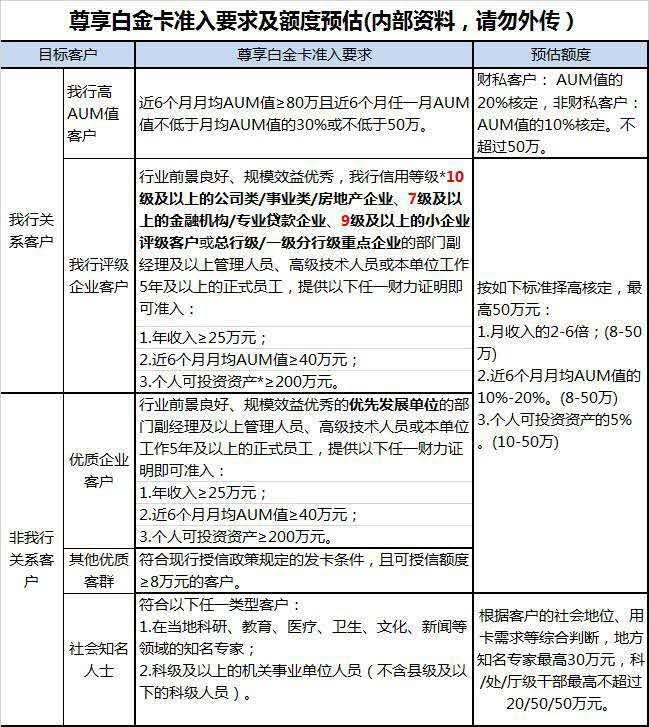 尊享白金卡准入要求及额度预估(内部资料，请勿外传）
目标客户
尊享白金卡准入要求
预估额度
我行关
系客户
我行高
AUM值
客户
近6个月月均AUM值≥80万且近6个月任一月AUM
值不低于月均AUM值的30%或不低于50万。
财私客户： AUM值的
20%核定，非财私客户：
AUM值的10%核定。不
超过50万。
我行评级
企业客户
行业前景良好、规模效益优秀，我行信用等级*10
级及以上的公司类/事业类/房地产企业、7级及以
上的金融机构/专业贷款企业、9级及以上的小企业
评级客户或总行级/一级分行级重点企业的部门副
经理及以上管理人员、高级技术人员或本单位工作
5年及以上的正式员工，提供以下任一财力证明即
可准入：
1.年收入≥25万元；
2.近6个月月均AUM值≥40万元；
3.个人可投资资产*≥200万元。
按如下标准择高核定，最
高50万元：
1.月收入的2-6倍；(8-50
万)
2.近6个月月均AUM值的
10%-20%。(8-50万)
3.个人可投资资产的5%
。(10-50万)
非我行
关系客
户
优质企业
客户
行业前景良好、规模效益优秀的优先发展单位的部
门副经理及以上管理人员、高级技术人员或本单位
工作5年及以上的正式员工，提供以下任一财力证
明即可准入：
1.年收入≥25万元；
2.近6个月月均AUM值≥40万元；
3.个人可投资资产≥200万元。
其他优质
客群
符合现行授信政策规定的发卡条件，且可授信额度
≥8万元的客户。
社会知名
人士
符合以下任一类型客户：
1.在当地科研、教育、医疗、卫生、文化、新闻等
领域的知名专家；
2.科级及以上的机关事业单位人员（不含县级及以
下的科级人员）。
根据客户的社会地位、用
卡需求等综合判断，地方
知名专家最高30万元，科
/处/厅级干部最高不超过
20/50/50万元。